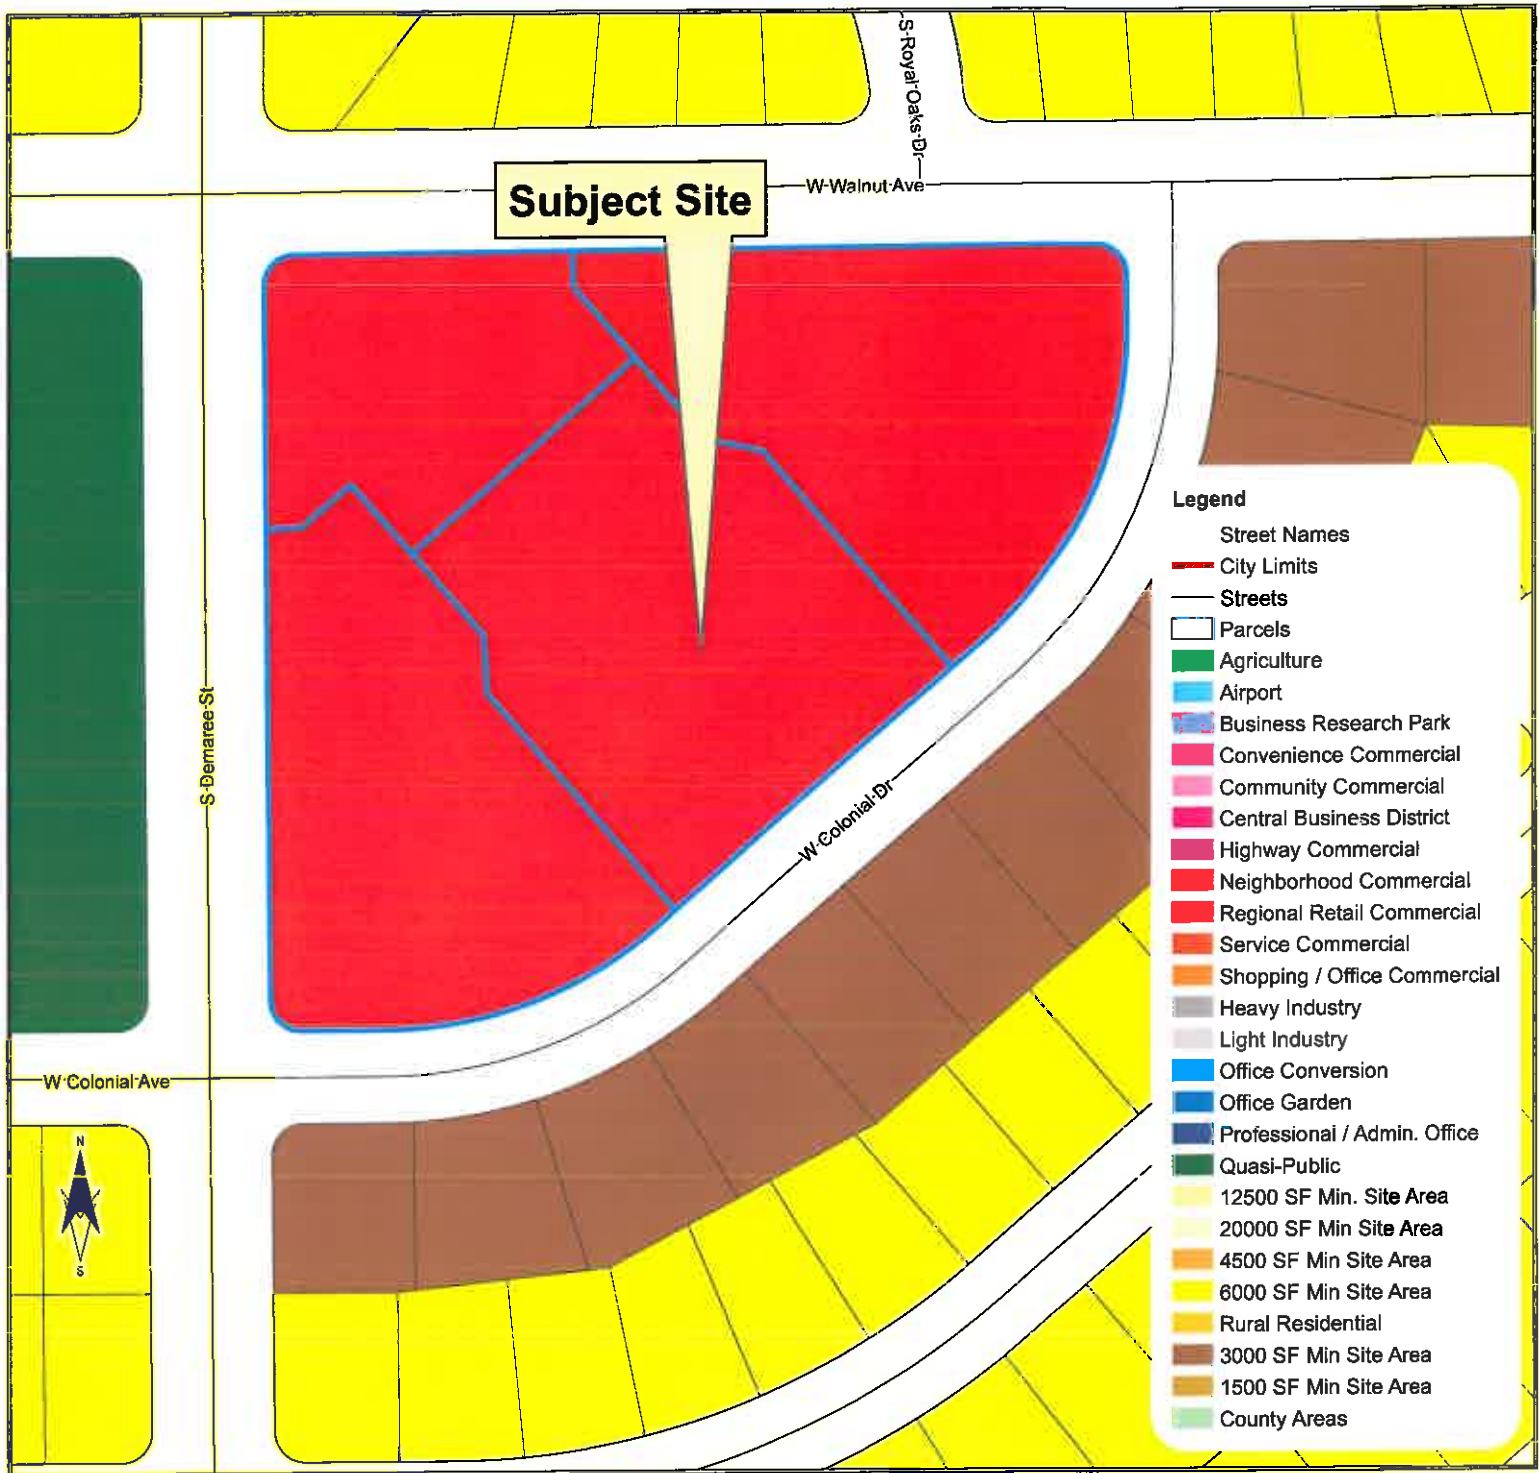 S Royal Oaks Dr
W Walnut Ave
Subject Site
S Demaree St
W Colonial Dr
W Colonial Ave
N
S
Legend
Street Names
City Limits
Streets
Parcels
Agriculture
Airport
Business Research Park
Convenience Commercial
Community Commercial
Central Business District
Highway Commercial
Neighborhood Commercial
Regional Retail Commercial
Service Commercial
Shopping / Office Commercial
Heavy Industry
Light Industry
Office Conversion
Office Garden
Professional / Admin. Office
Quasi-Public
12500 SF Min. Site Area
20000 SF Min Site Area
4500 SF Min Site Area
6000 SF Min Site Area
Rural Residential
3000 SF Min Site Area
1500 SF Min Site Area
County Areas